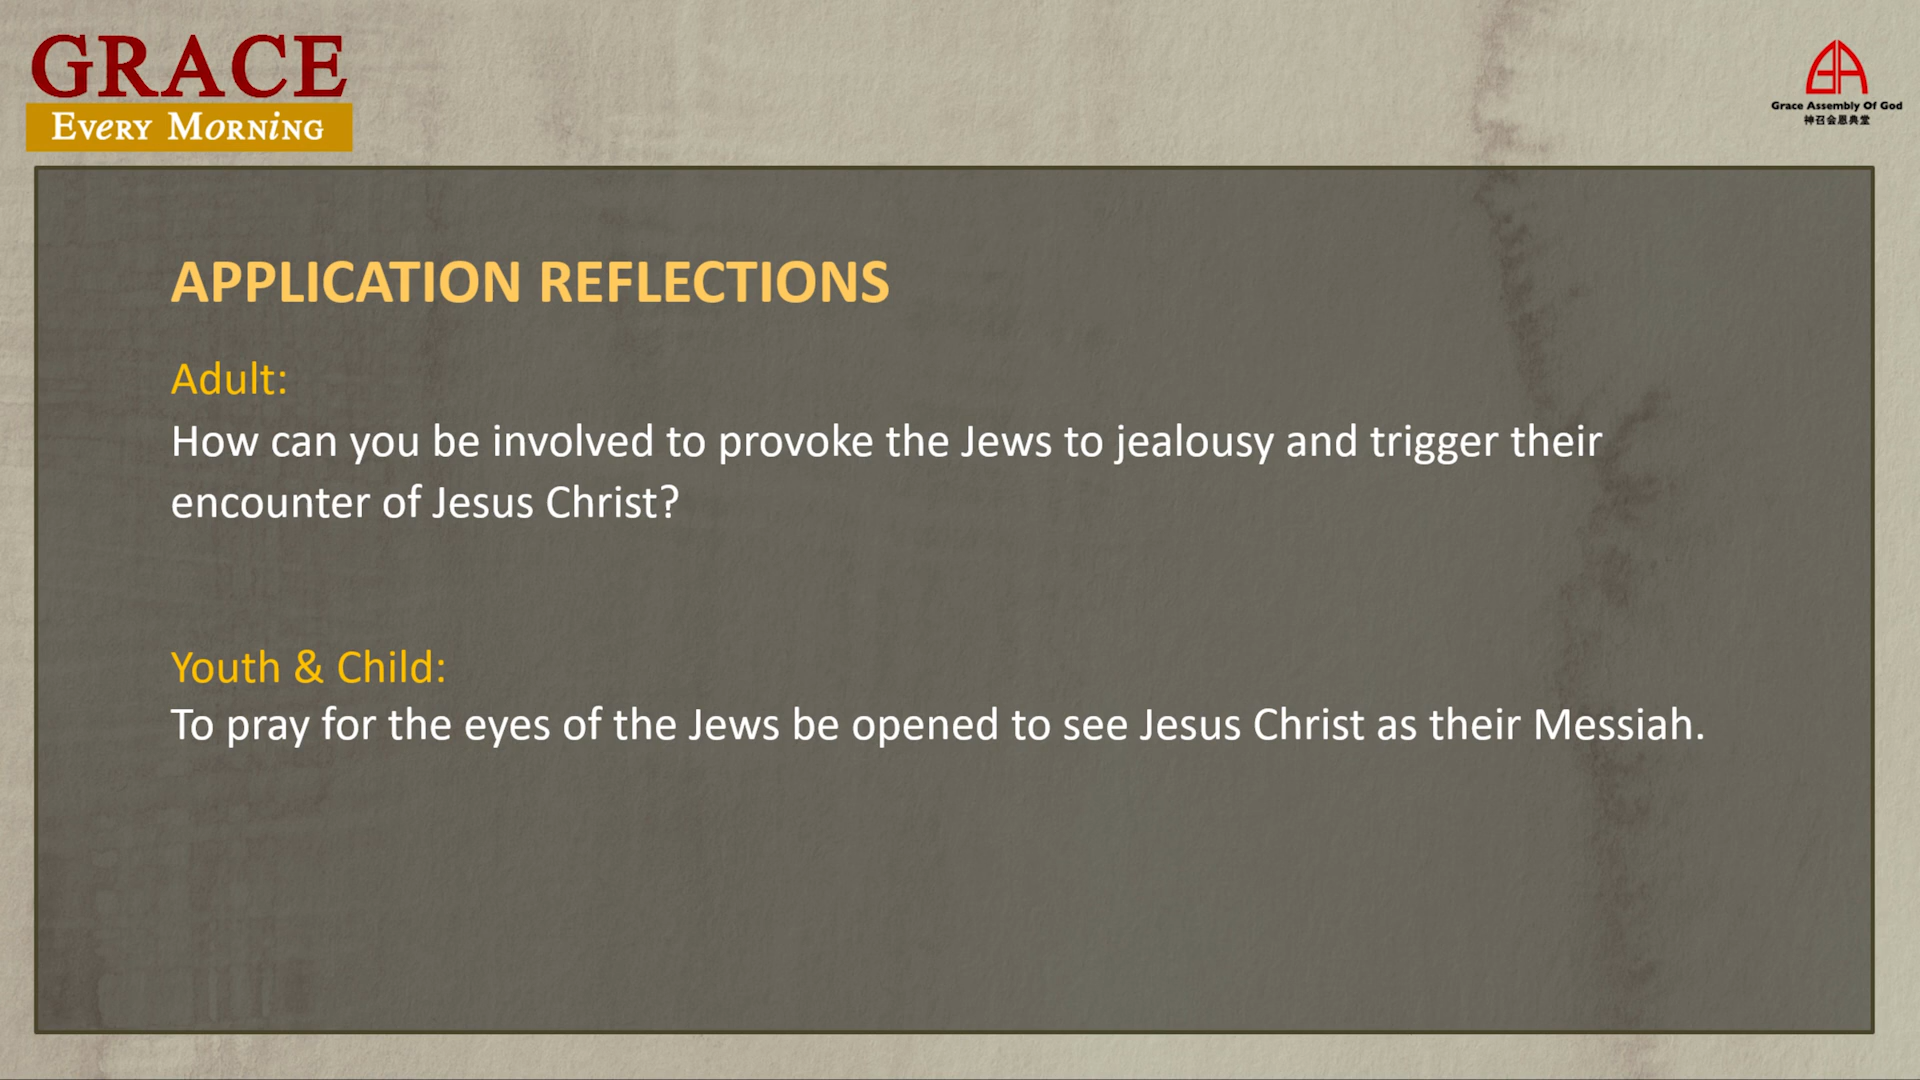 GRACE
EVeRY MORNiNG
Grace Assembly Of God
神召会恩典堂
APPLICATION REFLECTIONS
Adult:
How can you be involved to provoke the Jews to jealousy and trigger their
encounter of Jesus Christ?
Youth & Child:
To pray for the eyes of the Jews be opened to see Jesus Christ as their Messiah.